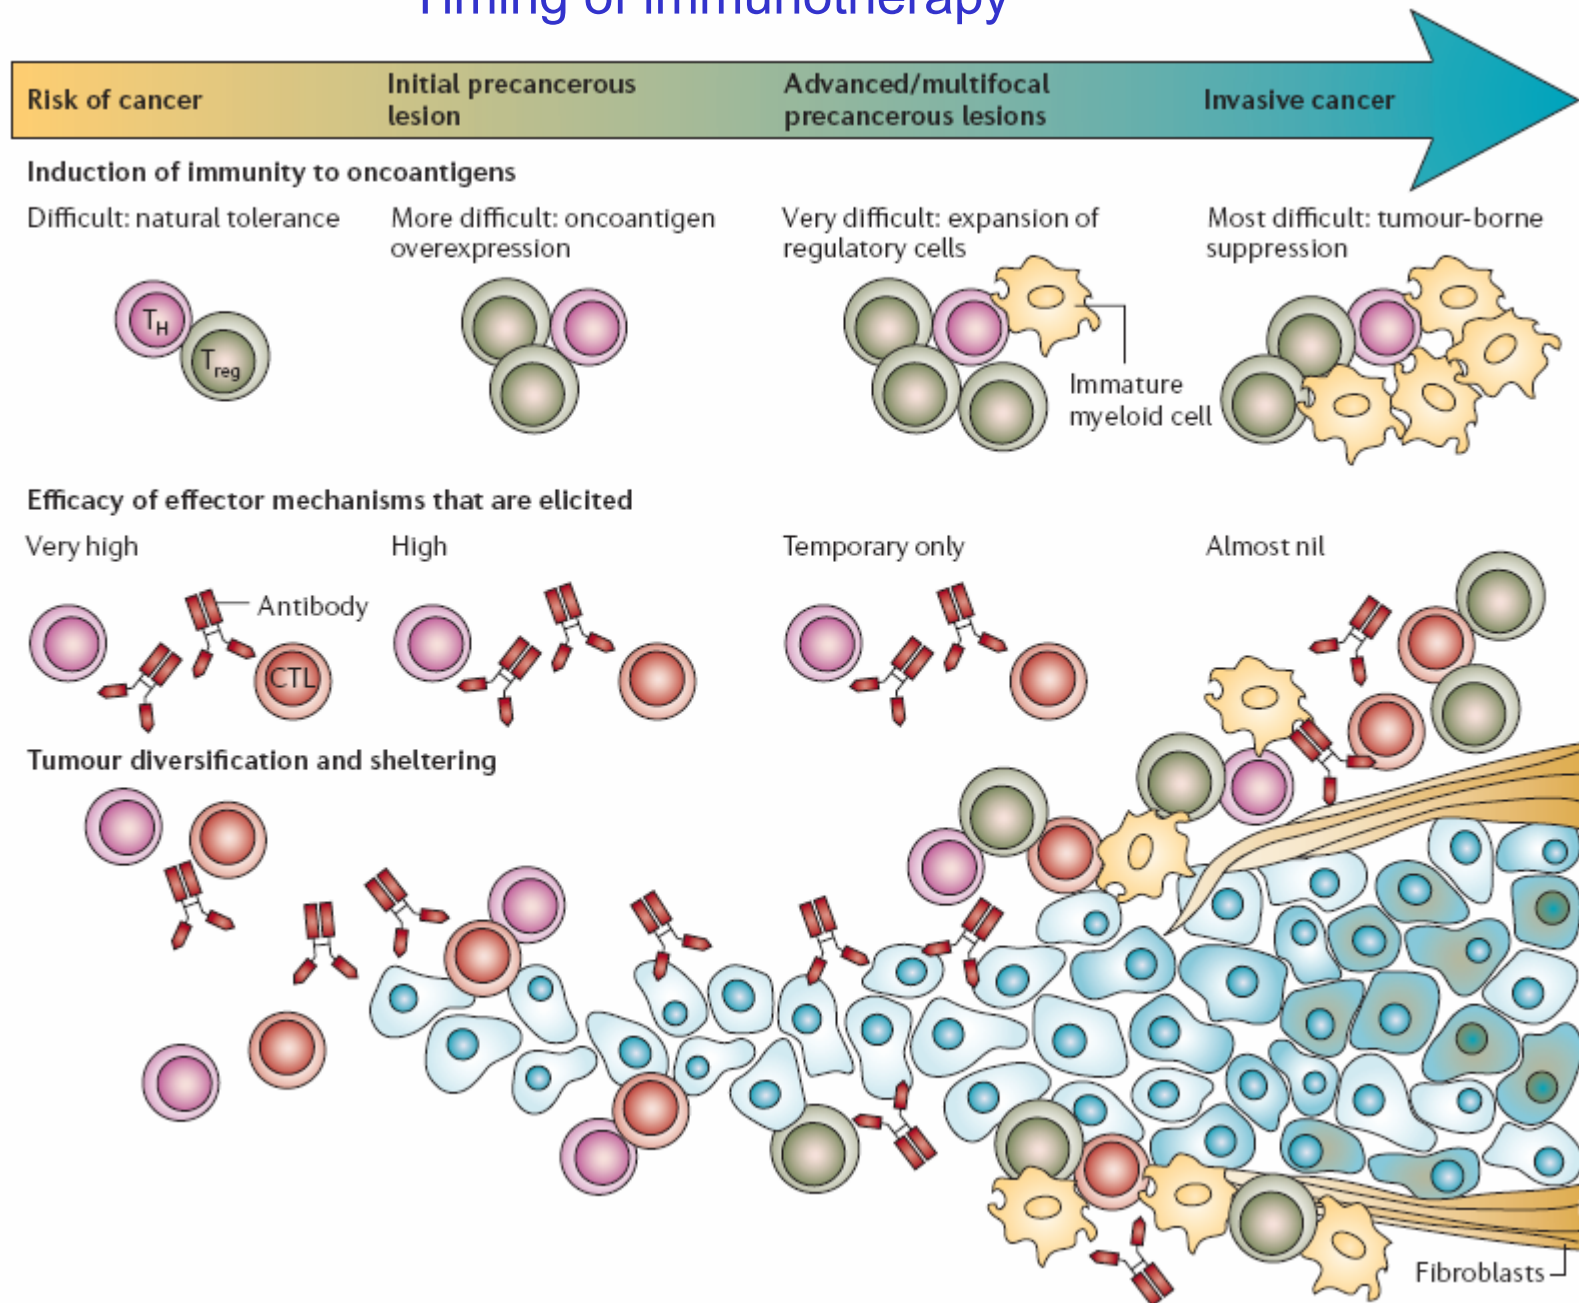 Timing of immunotherapy
Risk of cancer
Initial precancerous
lesion
Advanced/multifocal
precancerous lesions
Invasive cancer
Induction of immunity to oncoantigens
Difficult: natural tolerance
More difficult: oncoantigen
overexpression
Very difficult: expansion of
regulatory cells
Most difficult: tumour-borne
suppression
TH
Treg
Immature
myeloid cell
Efficacy of effector mechanisms that are elicited
Very high
High
Temporary only
Almost nil
Antibody
CTL
Tumour diversification and sheltering
Fibroblasts